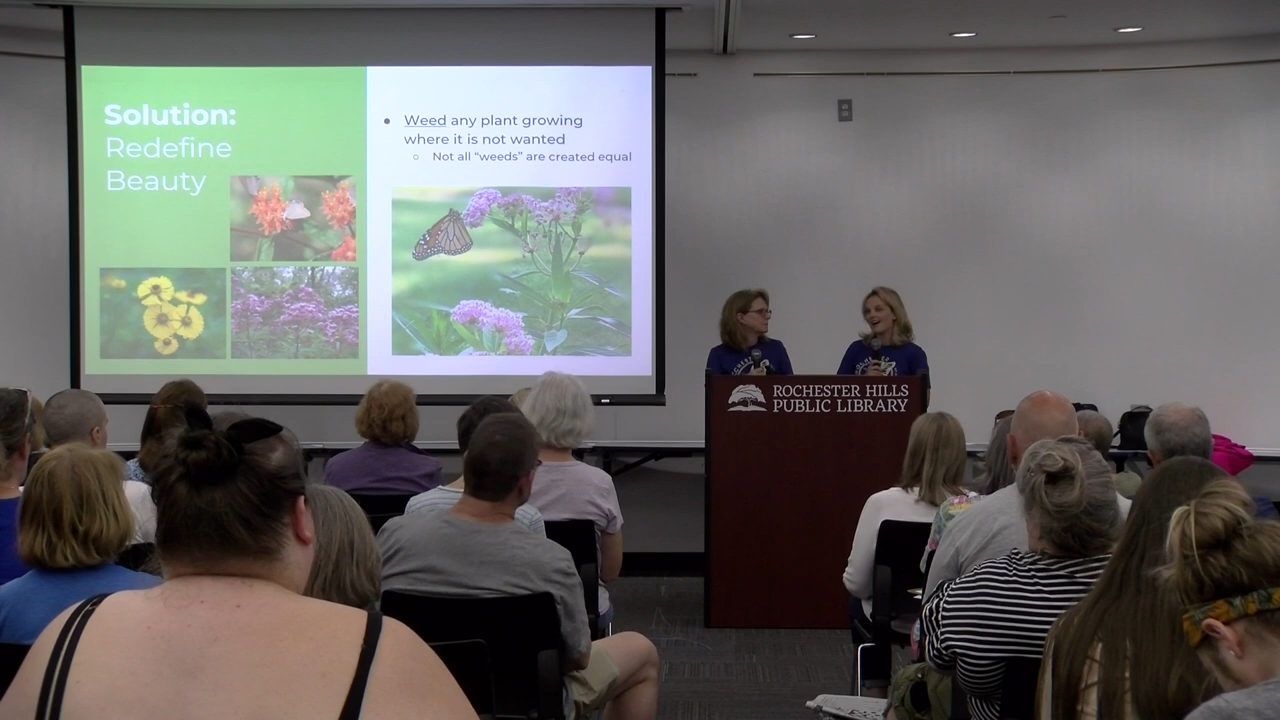 Solution:
Redefine
Beauty
● Weed any plant growing
where it is not wanted
○ Not all “weeds” are created equal
ROCHESTER HILLS
PUBLIC LIBRARY